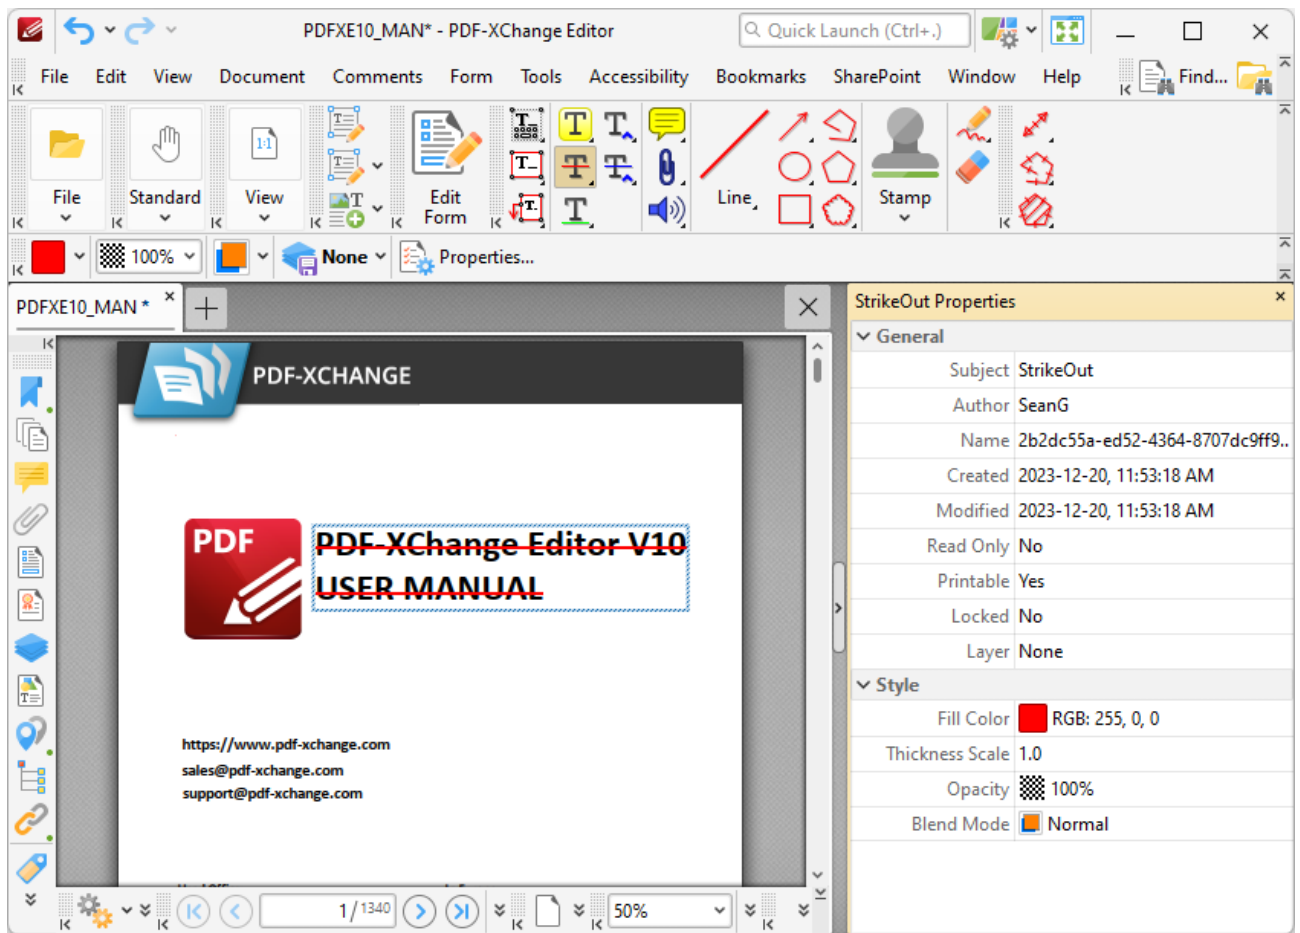 PDFXE10_MAN* - PDF-XChange Editor
Quick Launch (Ctrl+.)
File Edit View Document Comments Form Tools Accessibility Bookmarks SharePoint Window Help Find...
File
Standard
1:1
View
Edit Form
Line
Stamp
100%
None
Properties...
PDFXE10_MAN *
PDF-XCHANGE
PDF
PDF-XChange Editor V10
USER MANUAL
https://www.pdf-xchange.com
sales@pdf-xchange.com
support@pdf-xchange.com
1/1340
50%
StrikeOut Properties
General
Subject StrikeOut
Author SeanG
Name 2b2dc55a-ed52-4364-8707dc9ff9..
Created 2023-12-20, 11:53:18 AM
Modified 2023-12-20, 11:53:18 AM
Read Only No
Printable Yes
Locked No
Layer None
Style
Fill Color RGB: 255, 0, 0
Thickness Scale 1.0
Opacity 100%
Blend Mode Normal